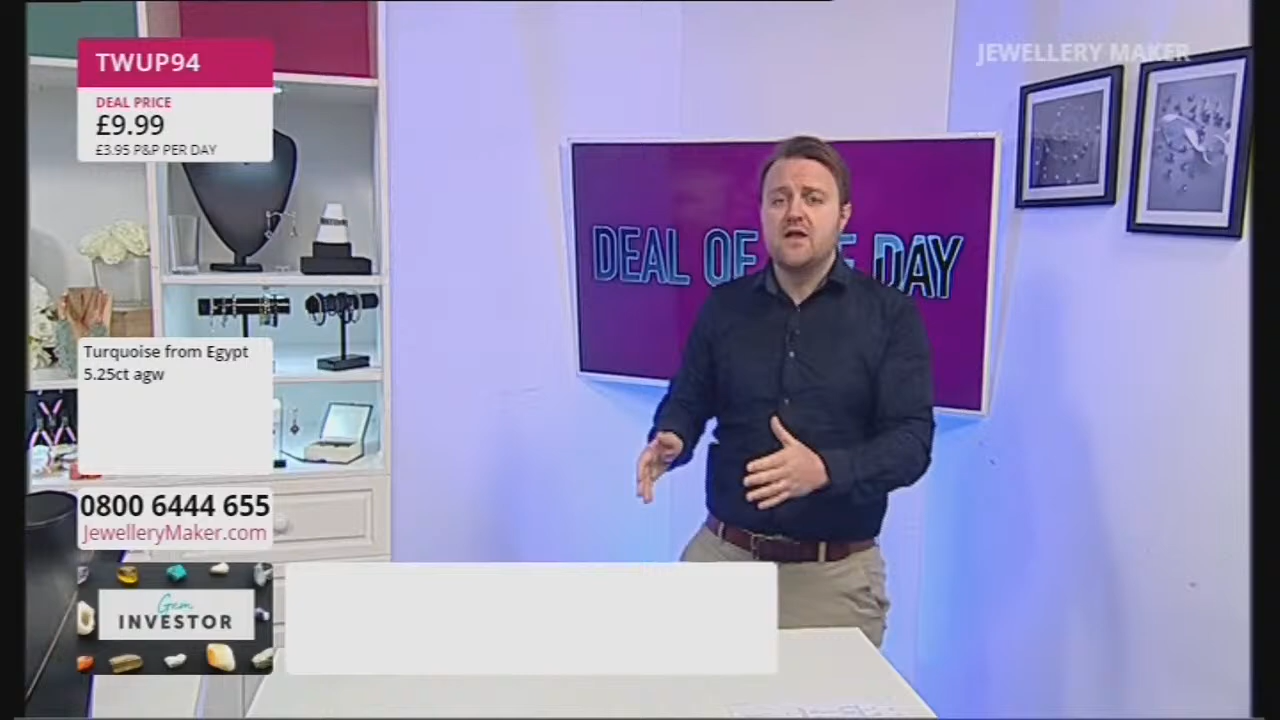 TWUP94
DEAL PRICE
£9.99
£3.95 P&P PER DAY
JEWELLERY MAKER
DEAL OF DAY
Turquoise from Egypt
5.25ct agw
0800 6444 655
JewelleryMaker.com
Gem
INVESTOR